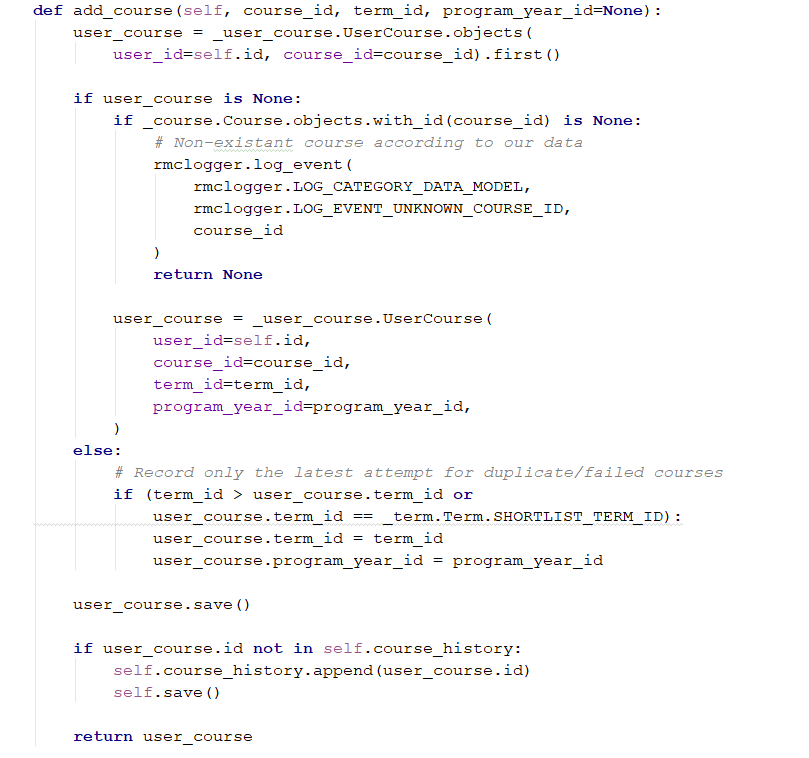 def add_course(self, course_id, term_id, program_year_id=None):
    user_course = _user_course.UserCourse.objects(
        user_id=self.id, course_id=course_id).first()

    if user_course is None:
        if _course.Course.objects.with_id(course_id) is None:
            # Non-existant course according to our data
            rmclogger.log_event(
                rmclogger.LOG_CATEGORY_DATA_MODEL,
                rmclogger.LOG_EVENT_UNKNOWN_COURSE_ID,
                course_id
            )
            return None

        user_course = _user_course.UserCourse(
            user_id=self.id,
            course_id=course_id,
            term_id=term_id,
            program_year_id=program_year_id,
        )
    else:
        # Record only the latest attempt for duplicate/failed courses
        if (term_id > user_course.term_id or
            user_course.term_id == _term.Term.SHORTLIST_TERM_ID):
            user_course.term_id = term_id
            user_course.program_year_id = program_year_id

    user_course.save()

    if user_course.id not in self.course_history:
        self.course_history.append(user_course.id)
        self.save()

    return user_course